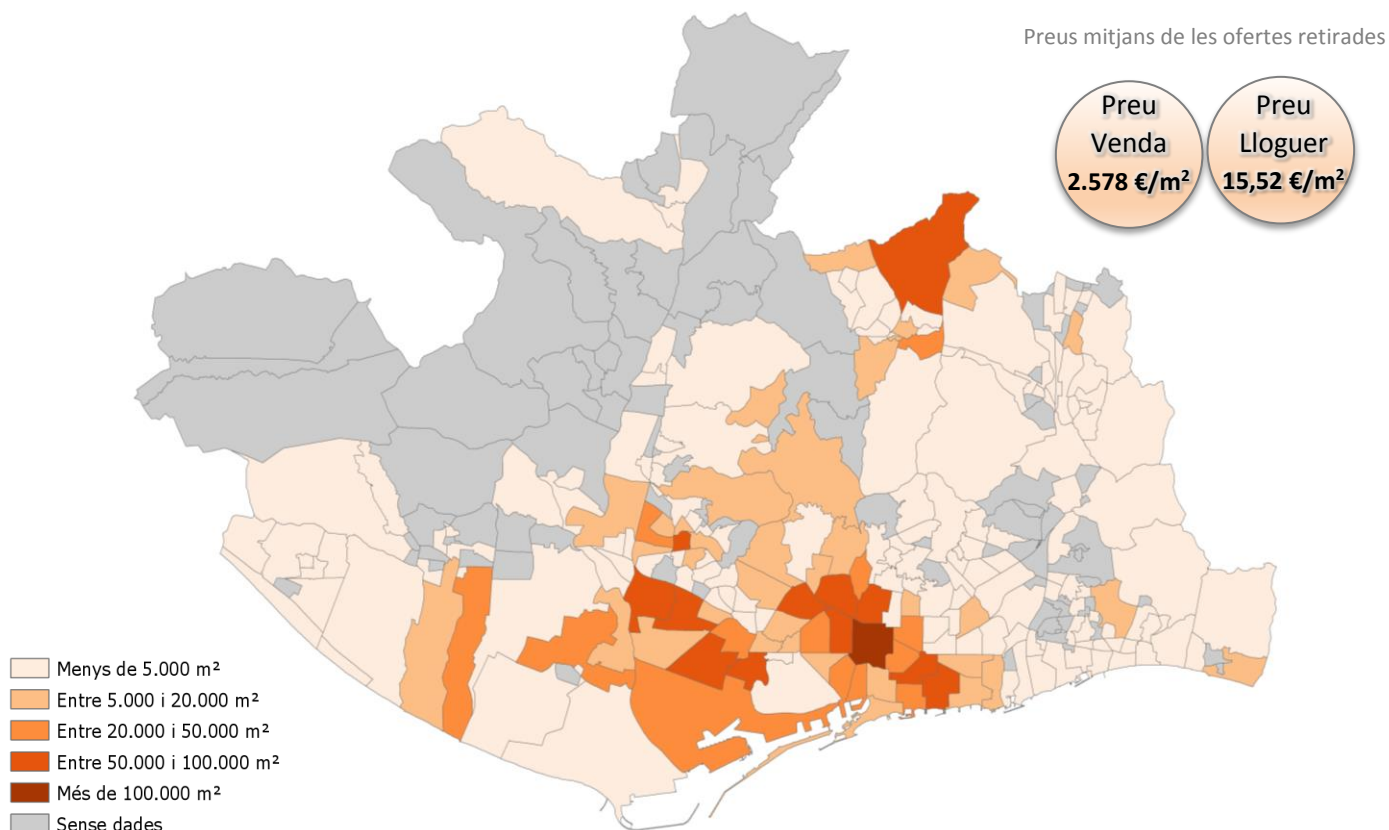 Preus mitjans de les ofertes retirades
Preu
Venda
2.578 €/m²
Preu
Lloguer
15,52 €/m²
Menys de 5.000 m²
Entre 5.000 i 20.000 m²
Entre 20.000 i 50.000 m²
Entre 50.000 i 100.000 m²
Més de 100.000 m²
Sense dades